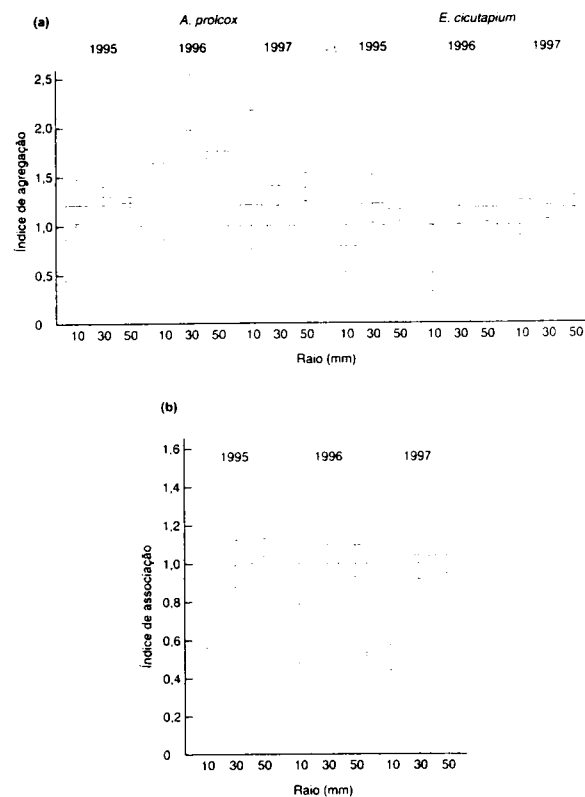 (a) A. prolcox E. cicutapium
1995 1996 1997 1995 1996 1997
2,5
2,0
1,5
1,0
0,5
0
Índice de agregação
10 30 50 10 30 50 10 30 50 10 30 50 10 30 50 10 30 50
Raio (mm)
(b)
1,6
1995 1996 1997
1,4
1,2
1,0
0,8
0,6
0,4
0,2
0
Índice de associação
10 30 50 10 30 50 10 30 50
Raio (mm)